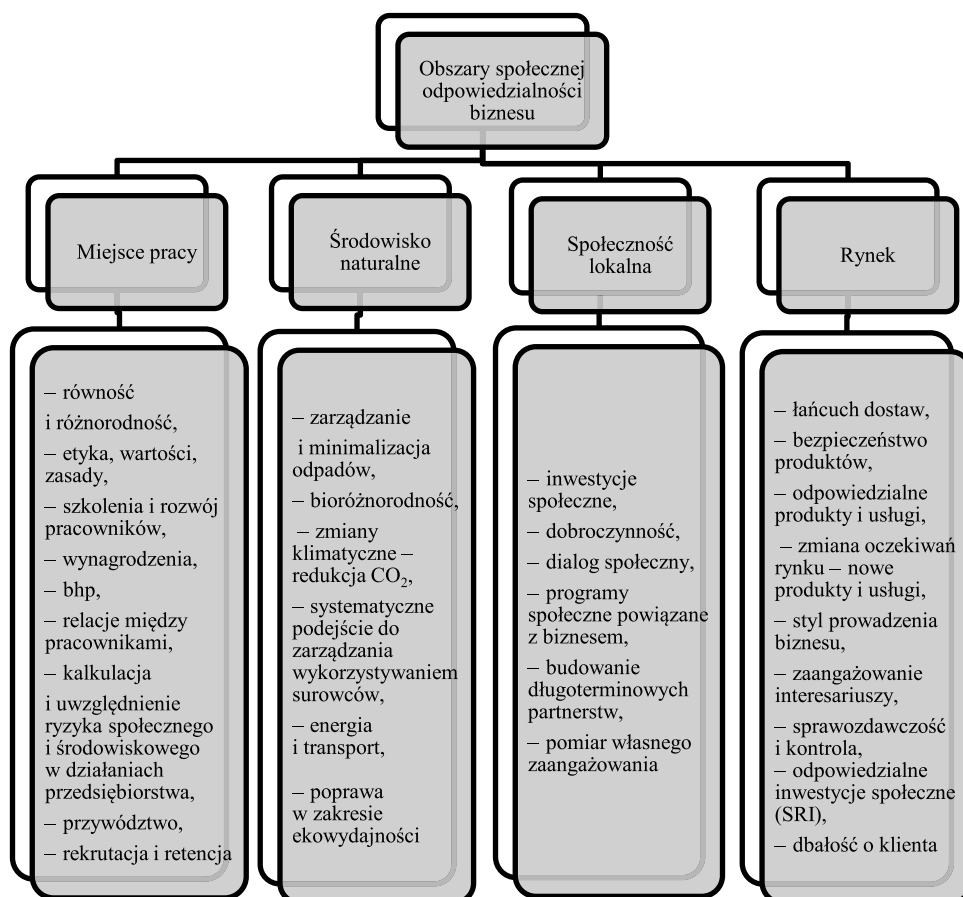 Obszary społecznej
odpowiedzialności
biznesu
Miejsce pracy
Środowisko
naturalne
Społeczność
lokalna
Rynek
– równość
i różnorodność,
– etyka, wartości,
zasady,
– szkolenia i rozwój
pracowników,
– wynagrodzenia,
– bhp,
– relacje między
pracownikami,
– kalkulacja
i uwzględnienie
ryzyka społecznego
i środowiskowego
w działaniach
przedsiębiorstwa,
– przywództwo,
– rekrutacja i retencja
– zarządzanie
i minimalizacja
odpadów,
– bioróżnorodność,
– zmiany
klimatyczne –
redukcja CO₂,
– systematyczne
podejście do
zarządzania
wykorzystywaniem
surowców,
– energia
i transport,
– poprawa
w zakresie
ekowydajności
– inwestycje
społeczne,
– dobroczynność,
– dialog społeczny,
– programy
społeczne powiązane
z biznesem,
– budowanie
długoterminowych
partnerstw,
– pomiar własnego
zaangażowania
– łańcuch dostaw,
– bezpieczeństwo
produktów,
– odpowiedzialne
produkty i usługi,
– zmiana oczekiwań
rynku – nowe
produkty i usługi,
– styl prowadzenia
biznesu,
– zaangażowanie
interesariuszy,
– sprawozdawczość
i kontrola,
– odpowiedzialne
inwestycje społeczne
(SRI),
– dbałość o klienta